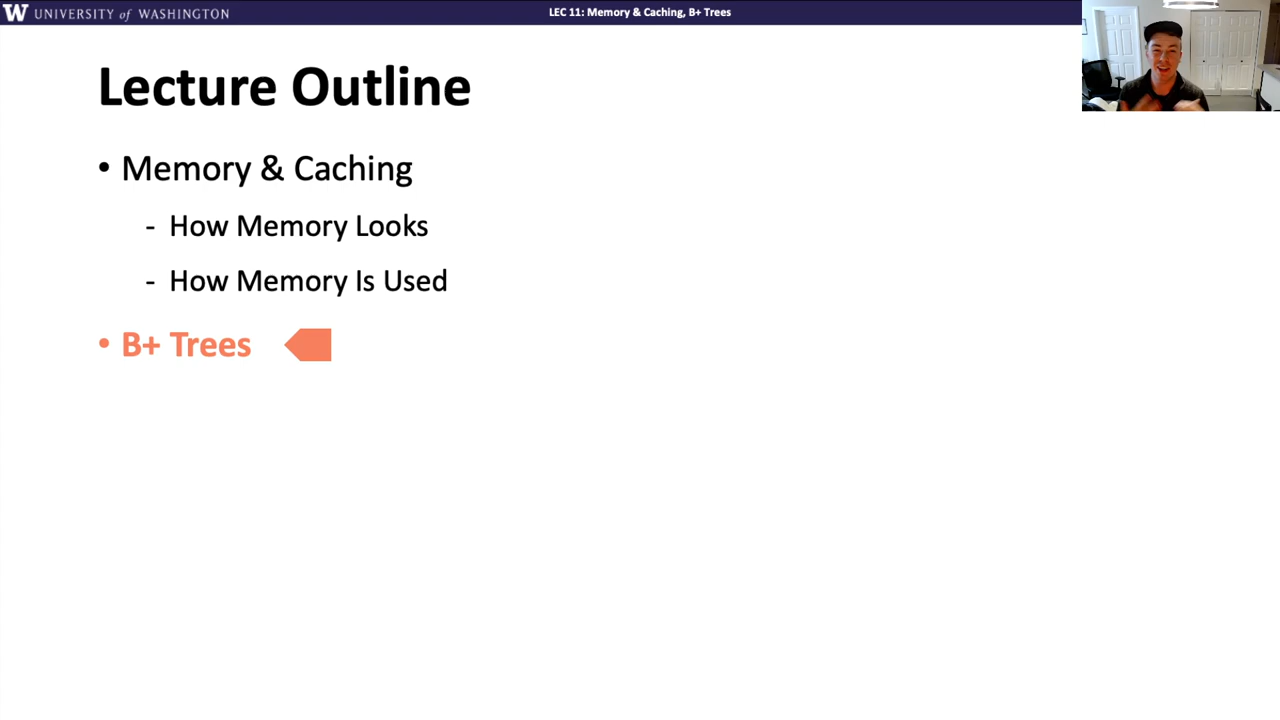 W UNIVERSITY of WASHINGTON
LEC 11: Memory & Caching, B+ Trees
Lecture Outline
• Memory & Caching
- How Memory Looks
- How Memory Is Used
• B+ Trees